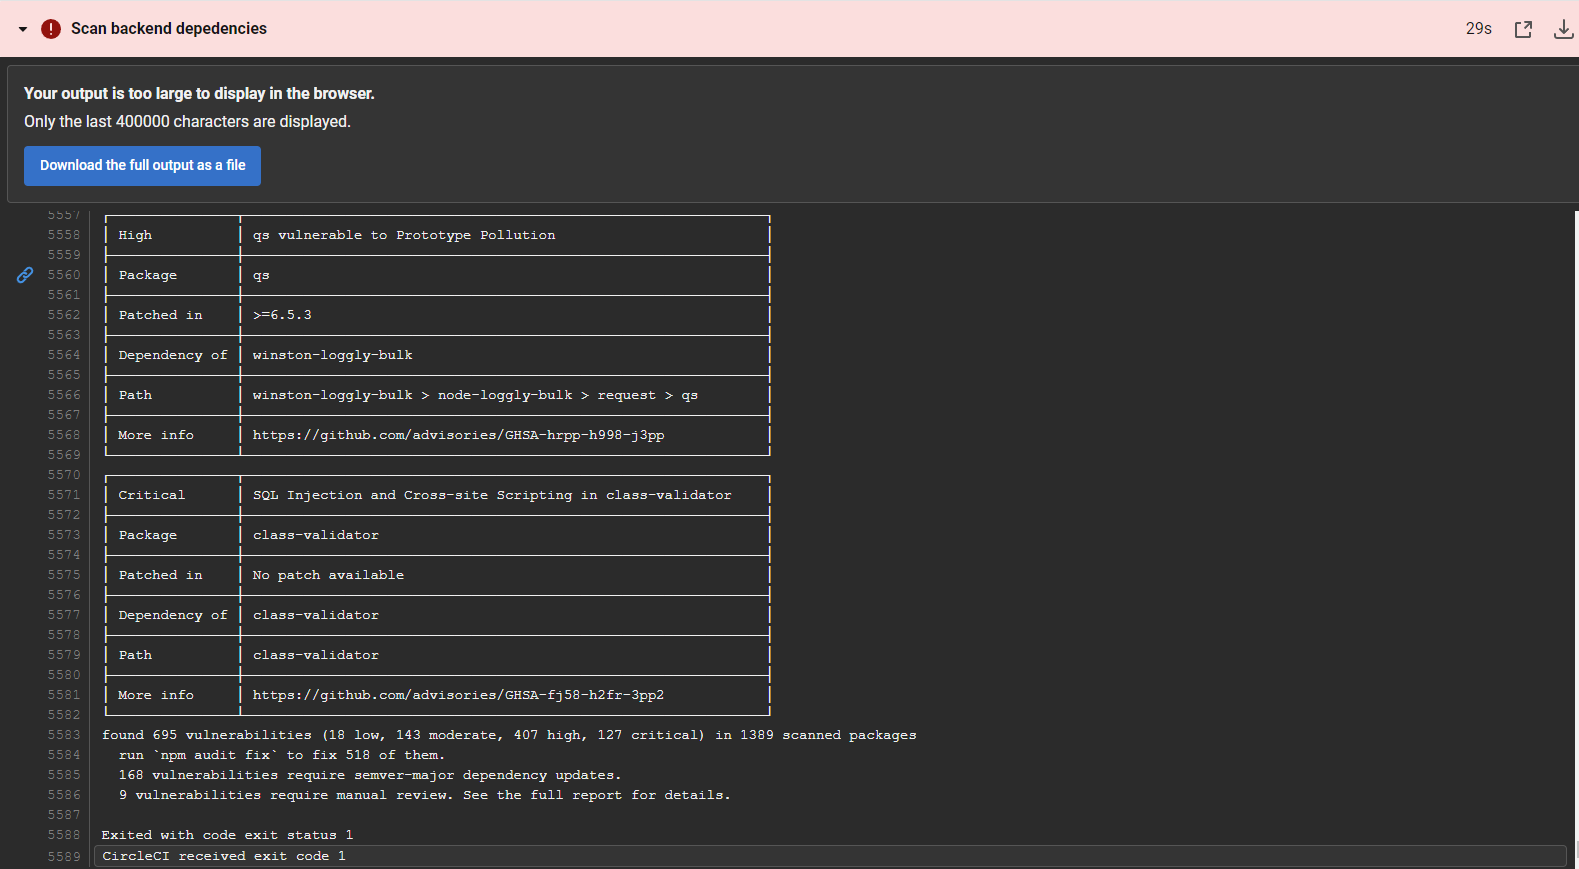 Scan backend depedencies
29s
Your output is too large to display in the browser.
Only the last 400000 characters are displayed.
Download the full output as a file
5557
5558 High qs vulnerable to Prototype Pollution
5559
5560 Package qs
5561
5562 Patched in >=6.5.3
5563
5564 Dependency of winston-loggly-bulk
5565
5566 Path winston-loggly-bulk > node-loggly-bulk > request > qs
5567
5568 More info https://github.com/advisories/GHSA-hrpp-h998-j3pp
5569
5570
5571 Critical SQL Injection and Cross-site Scripting in class-validator
5572
5573 Package class-validator
5574
5575 Patched in No patch available
5576
5577 Dependency of class-validator
5578
5579 Path class-validator
5580
5581 More info https://github.com/advisories/GHSA-fj58-h2fr-3pp2
5582
5583 found 695 vulnerabilities (18 low, 143 moderate, 407 high, 127 critical) in 1389 scanned packages
5584 run `npm audit fix` to fix 518 of them.
5585 168 vulnerabilities require semver-major dependency updates.
5586 9 vulnerabilities require manual review. See the full report for details.
5587
5588 Exited with code exit status 1
5589 CircleCI received exit code 1